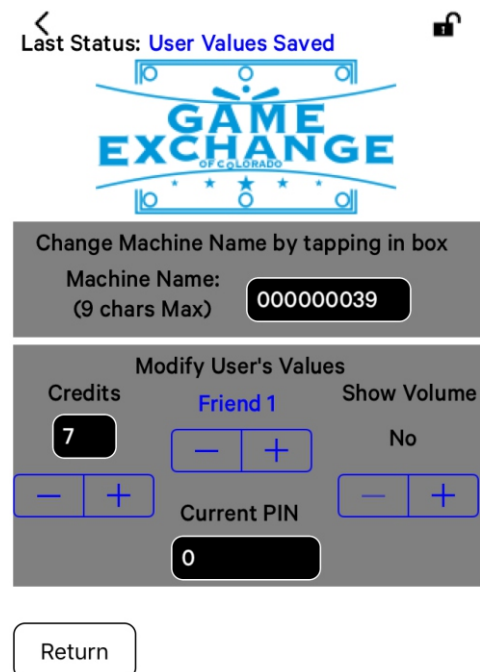 Last Status: User Values Saved
GAME
EXCHANGE
OF COLORADO
Change Machine Name by tapping in box
Machine Name:
(9 chars Max)
000000039
Modify User's Values
Credits
Friend 1
Show Volume
7
No
− +
− +
− +
Current PIN
0
Return